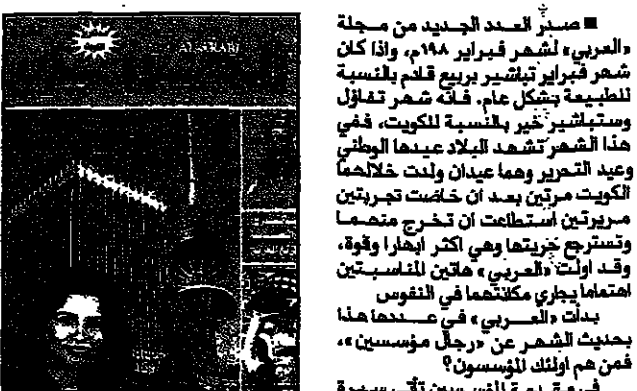 ■ صدر العدد الجديد من مجلة
«العربي» لشهر فبراير ١٩٨م، وإذا كان
شهر فبراير تباشير بربيع قادم بالنسبة
للطبيعة بشكل عام، فانه شهر تفاؤل
وستباشير خير بالنسبة للكويت، ففي
هذا الشهر تشهد البلاد عيدها الوطني
وعيد التحرير وهما عيدان ولدت خلالهما
الكويت مرتين بعد ان خاضت تجربتين
مريرتين استطاعت ان تخرج منهما
وتسترجع حريتها وهي اكثر ابهارا وقوة،
وقد اولت «العربي» هاتين المناسبتين
اهتماما يجاري مكانتهما في النفوس
بدأت «العربي» في عددها هذا
بحديث الشهر عن «رجال مؤسسين»،
فمن هم اولئك المؤسسون؟
AL-ARABI